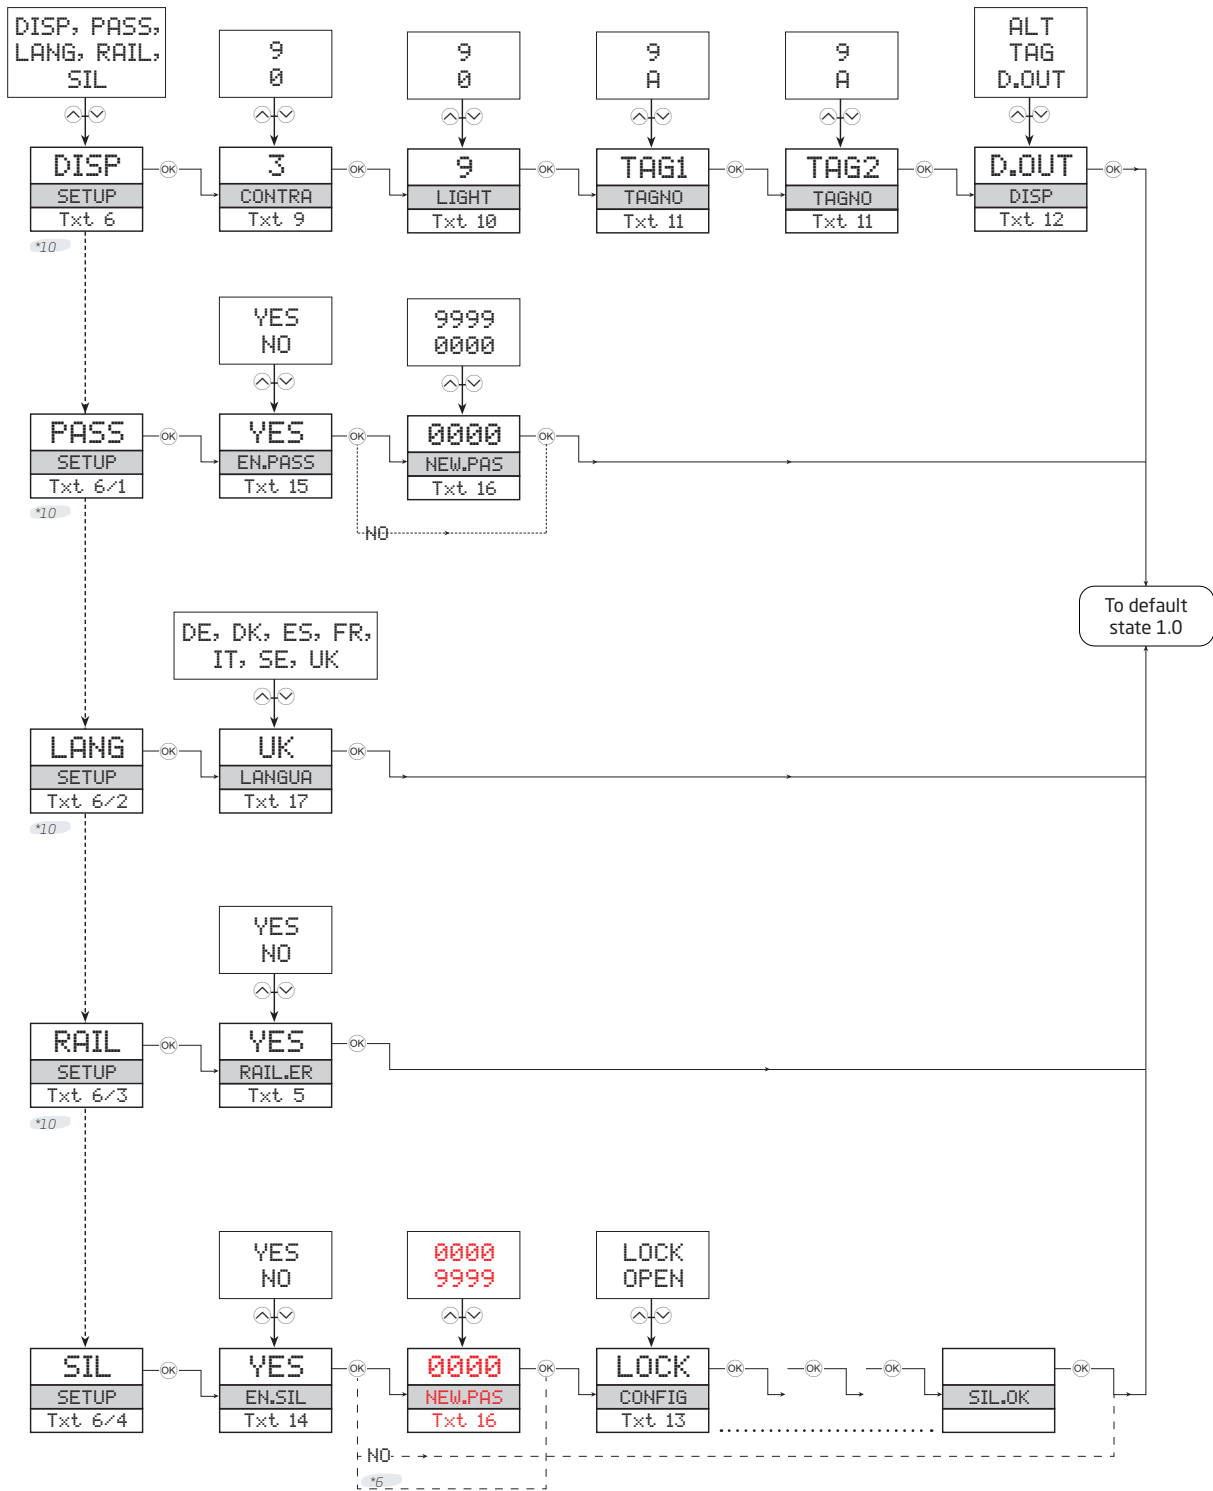 DISP, PASS,
LANG, RAIL,
SIL
9
0
9
0
9
A
9
A
ALT
TAG
D.OUT
DISP
SETUP
Txt 6
*10
OK
3
CONTRA
Txt 9
OK
9
LIGHT
Txt 10
OK
TAG1
TAGNO
Txt 11
OK
TAG2
TAGNO
Txt 11
OK
D.OUT
DISP
Txt 12
OK
YES
NO
9999
0000
PASS
SETUP
Txt 6/1
*10
OK
YES
EN.PASS
Txt 15
OK
0000
NEW.PAS
Txt 16
OK
NO
To default
state 1.0
DE, DK, ES, FR,
IT, SE, UK
LANG
SETUP
Txt 6/2
*10
OK
UK
LANGUA
Txt 17
OK
YES
NO
RAIL
SETUP
Txt 6/3
*10
OK
YES
RAIL.ER
Txt 5
OK
YES
NO
0000
9999
LOCK
OPEN
SIL
SETUP
Txt 6/4
OK
YES
EN.SIL
Txt 14
OK
0000
NEW.PAS
Txt 16
OK
LOCK
CONFIG
Txt 13
OK
OK
OK
SIL.OK
OK
NO
*6